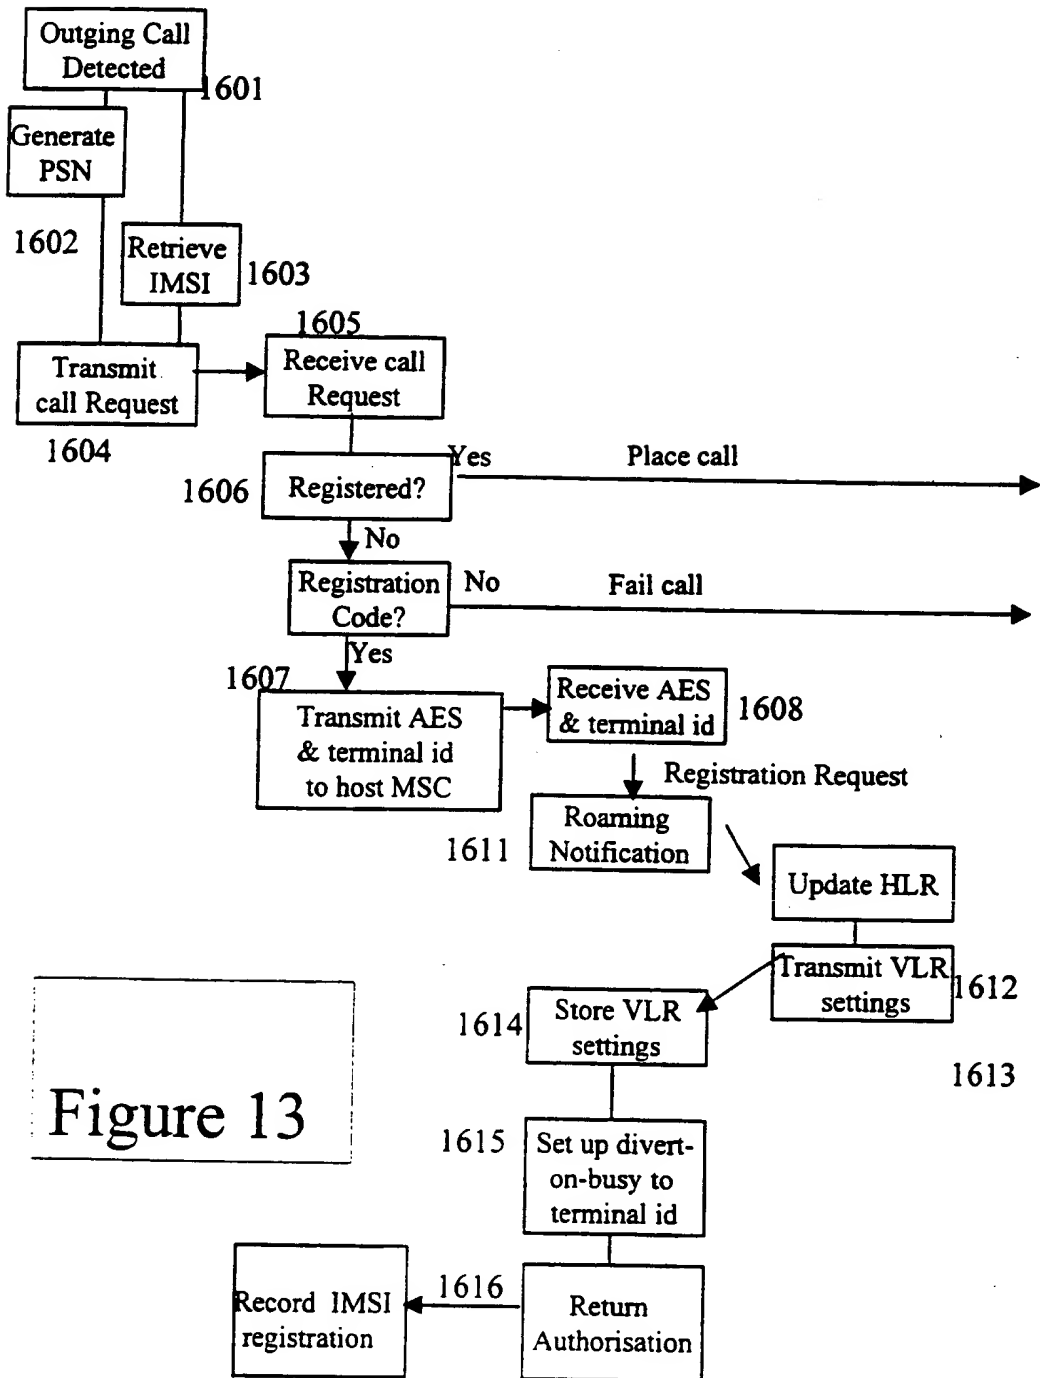 Outging Call
Detected
1601
Generate
PSN
1602
Retrieve
IMSI
1603
1605
Transmit
call Request
1604
Receive call
Request
1606
Registered?
Yes
Place call
No
Registration
Code?
No
Fail call
Yes
1607
Transmit AES
& terminal id
to host MSC
Receive AES
& terminal id
1608
Registration Request
1611
Roaming
Notification
Update HLR
Transmit VLR
settings
1612
1613
1614
Store VLR
settings
Figure 13
1615
Set up divert-
on-busy to
terminal id
Record IMSI
registration
1616
Return
Authorisation